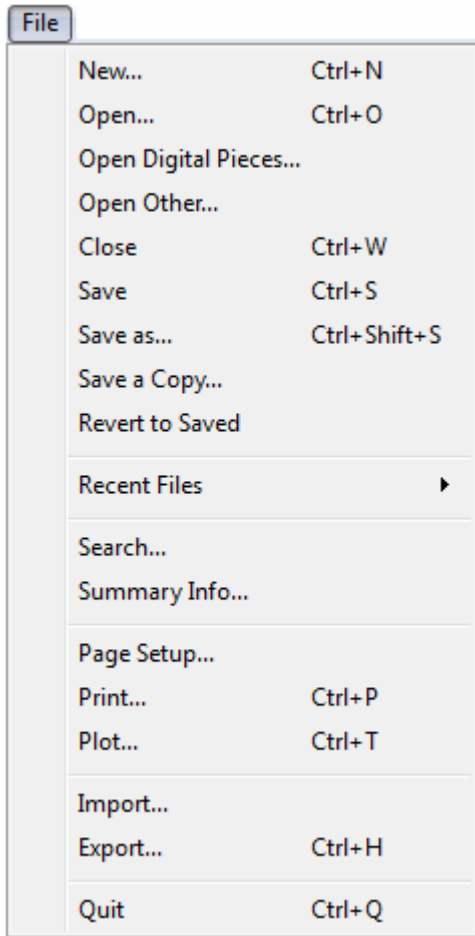 File
New... Ctrl+N
Open... Ctrl+O
Open Digital Pieces...
Open Other...
Close Ctrl+W
Save Ctrl+S
Save as... Ctrl+Shift+S
Save a Copy...
Revert to Saved
Recent Files
Search...
Summary Info...
Page Setup...
Print... Ctrl+P
Plot... Ctrl+T
Import...
Export... Ctrl+H
Quit Ctrl+Q